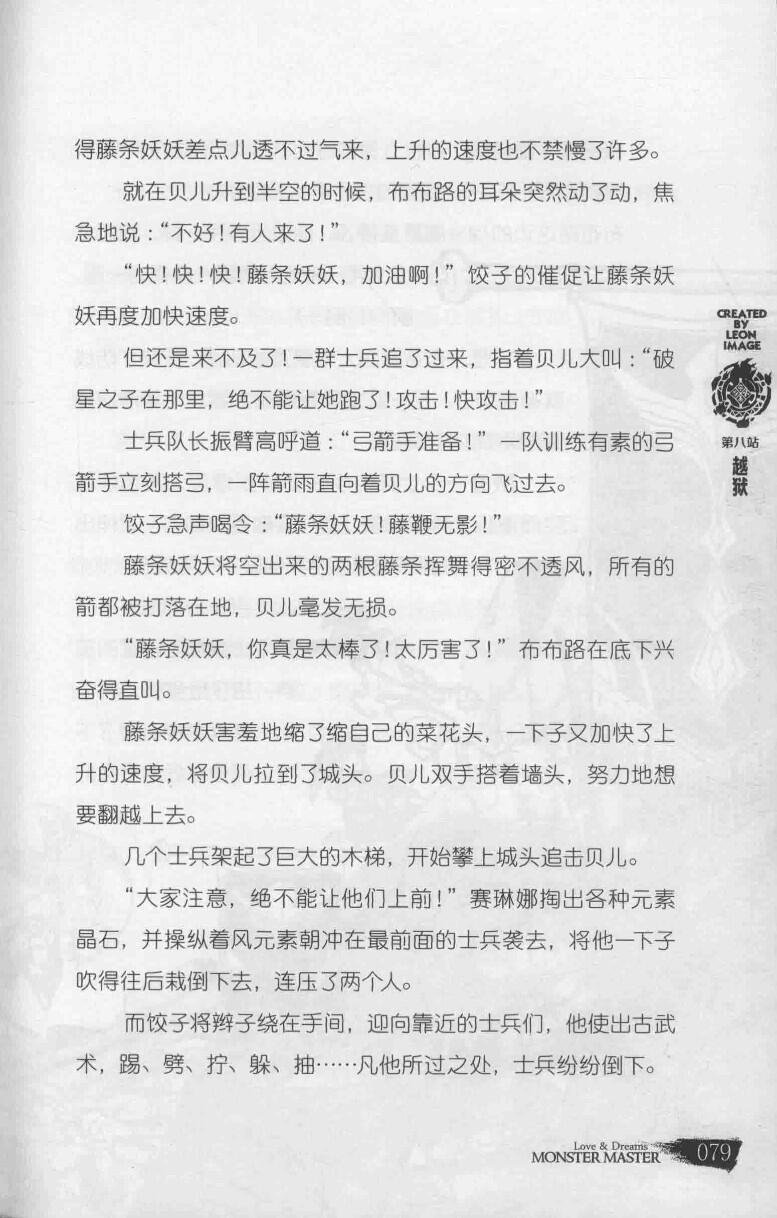 得藤条妖妖差点儿透不过气来，上升的速度也不禁慢了许多。
就在贝儿升到半空的时候，布布路的耳朵突然动了动，焦
急地说：“不好！有人来了！”
“快！快！快！藤条妖妖，加油啊！”饺子的催促让藤条妖
妖再度加快速度。
但还是来不及了！一群士兵追了过来，指着贝儿大叫：“破
星之子在那里，绝不能让她跑了！攻击！快攻击！”
士兵队长振臂高呼道：“弓箭手准备！”一队训练有素的弓
箭手立刻搭弓，一阵箭雨直向着贝儿的方向飞过去。
饺子急声喝令：“藤条妖妖！藤鞭无影！”
藤条妖妖将空出来的两根藤条挥舞得密不透风，所有的
箭都被打落在地，贝儿毫发无损。
“藤条妖妖，你真是太棒了！太厉害了！”布布路在底下兴
奋得直叫。
藤条妖妖害羞地缩了缩自己的菜花头，一下子又加快了上
升的速度，将贝儿拉到了城头。贝儿双手搭着墙头，努力地想
要翻越上去。
几个士兵架起了巨大的木梯，开始攀上城头追击贝儿。
“大家注意，绝不能让他们上前！”赛琳娜掏出各种元素
晶石，并操纵着风元素朝冲在最前面的士兵袭去，将他一下子
吹得往后栽倒下去，连压了两个人。
而饺子将辫子绕在手间，迎向靠近的士兵们，他使出古武
术，踢、劈、拧、躲、抽……凡他所过之处，士兵纷纷倒下。
CREATED
BY
LEON
IMAGE
第八站
越狱
Love & Dreams
MONSTER MASTER
079